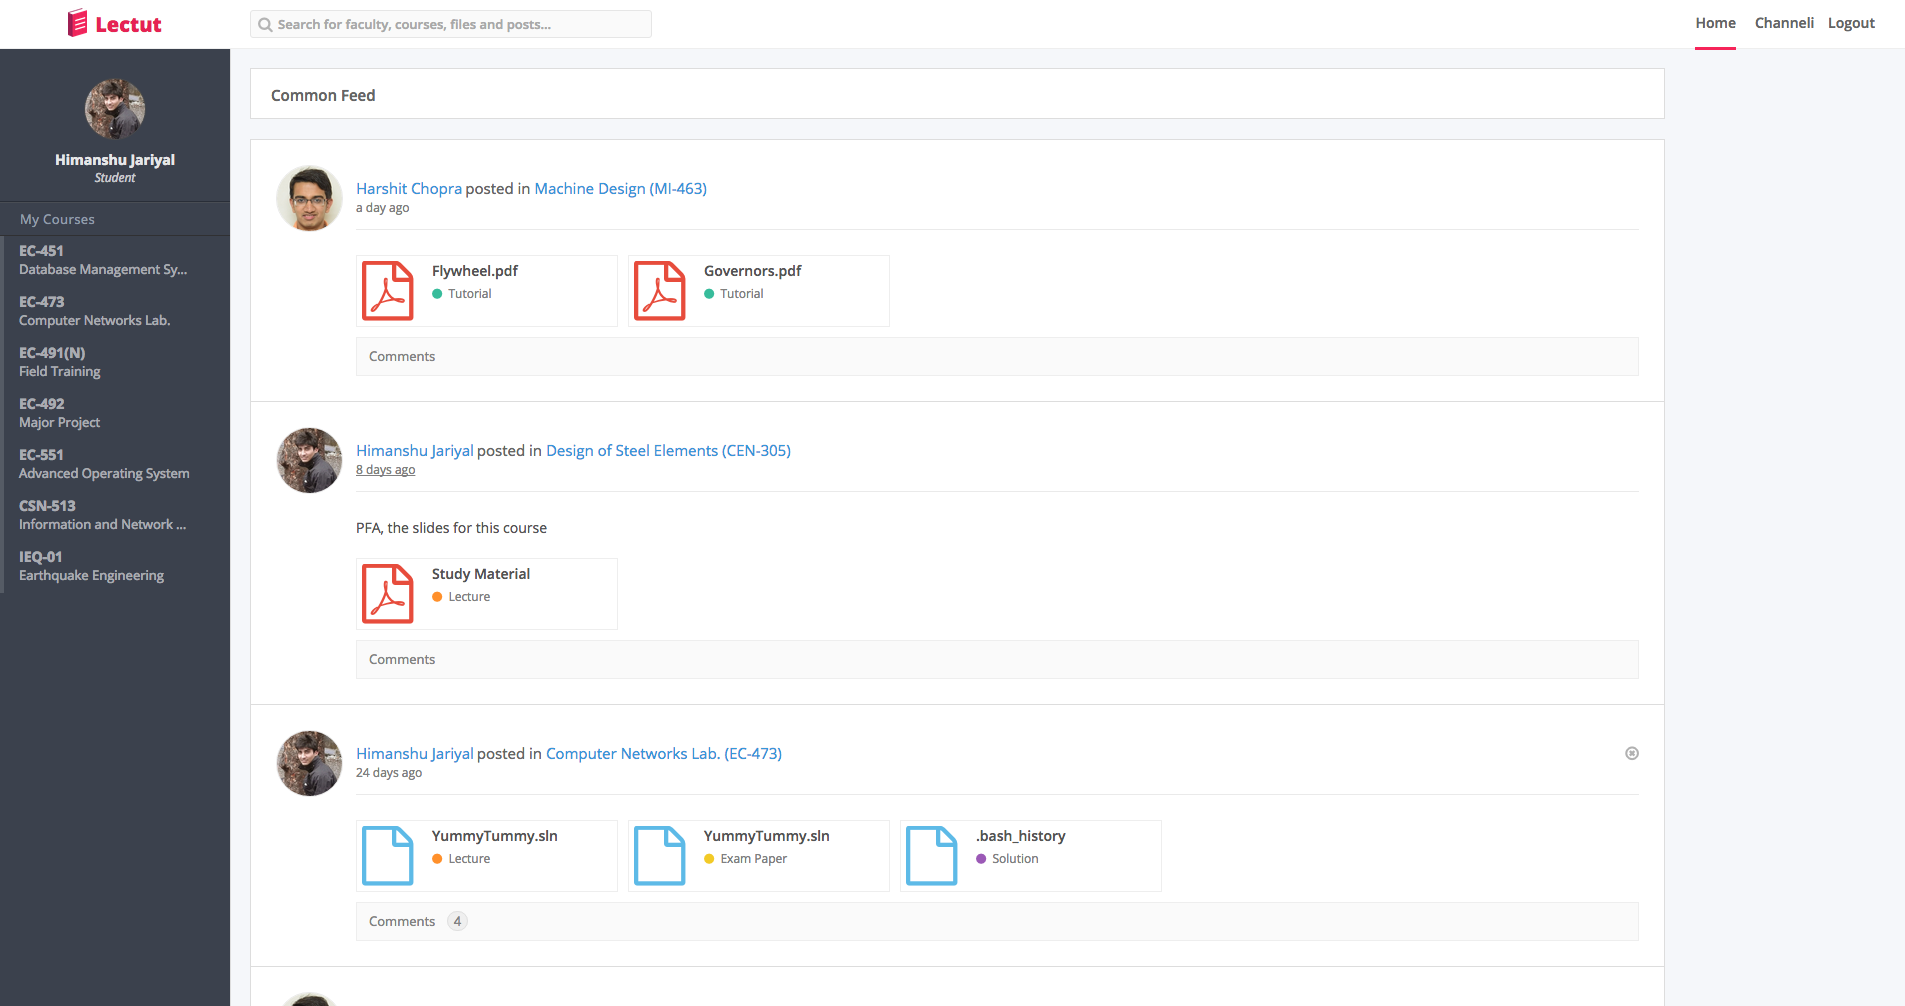 Lectut
Search for faculty, courses, files and posts...
Home
Channeli
Logout
Himanshu Jariyal
Student
My Courses
EC-451
Database Management Sy...
EC-473
Computer Networks Lab.
EC-491(N)
Field Training
EC-492
Major Project
EC-551
Advanced Operating System
CSN-513
Information and Network ...
IEQ-01
Earthquake Engineering
Common Feed
Harshit Chopra posted in Machine Design (MI-463)
a day ago
Flywheel.pdf
Tutorial
Governors.pdf
Tutorial
Comments
Himanshu Jariyal posted in Design of Steel Elements (CEN-305)
8 days ago
PFA, the slides for this course
Study Material
Lecture
Comments
Himanshu Jariyal posted in Computer Networks Lab. (EC-473)
24 days ago
YummyTummy.sln
Lecture
YummyTummy.sln
Exam Paper
.bash_history
Solution
Comments 4